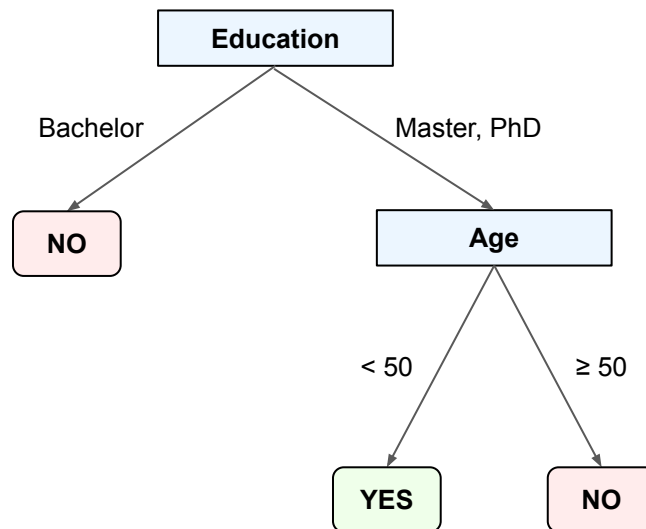 Education
Bachelor
Master, PhD
NO
Age
< 50
≥ 50
YES
NO